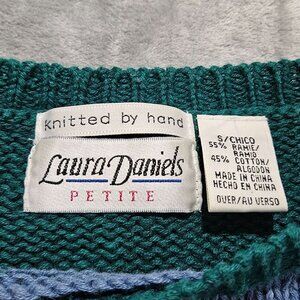 Knitted by hand
Laura Daniels
PETITE
S/CHICO
55% RAMIE/
RAMIO
45% COTTON/
ALGODON
MADE IN CHINA
HECHO EN CHINA
OVER/AU VERSO